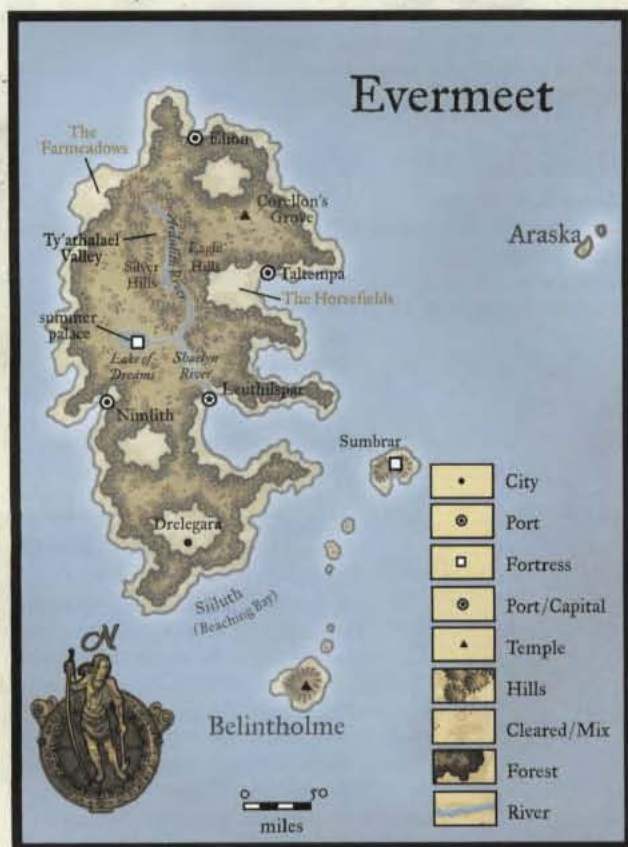 Evermeet
The
Farmeadows
Elion
Corellon's
Grove
Araska
Ty'athalael
Valley
Ardulith River
Eagle
Hills
Silver
Hills
Taltempa
The Horsefields
summer
palace
Lake of
Dreams
Shaelyn
River
Leuthilspar
Nimlith
Sumbrar
Drelegara
Siiluth
(Beaching Bay)
N
Belintholme
0 50
miles
City
Port
Fortress
Port/Capital
Temple
Hills
Cleared/Mix
Forest
River